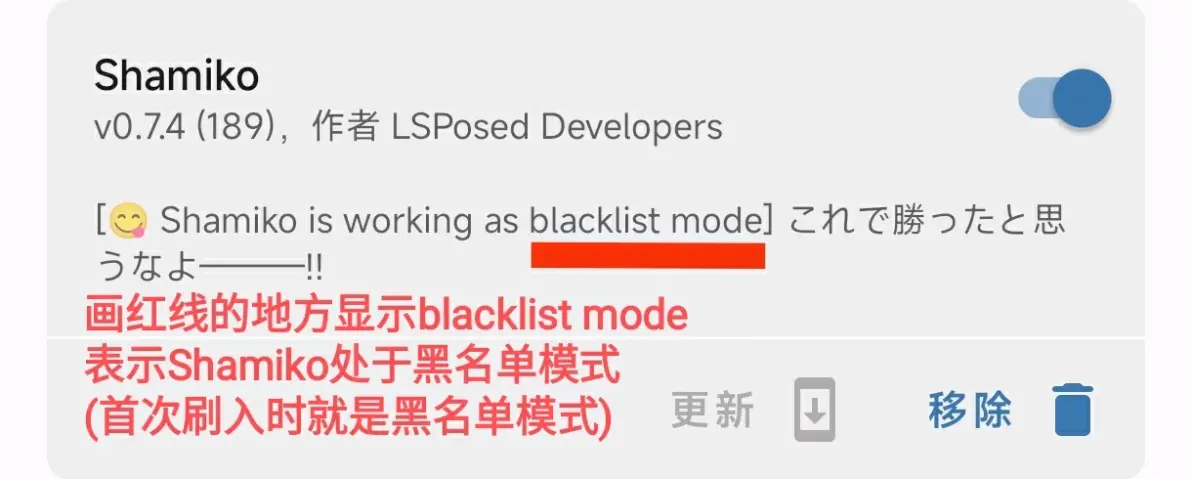 Shamiko
v0.7.4 (189)，作者 LSPosed Developers
[😋 Shamiko is working as blacklist mode] これで勝ったと思
うなよ―――!!
画红线的地方显示blacklist mode
表示Shamiko处于黑名单模式
(首次刷入时就是黑名单模式)
更新
移除